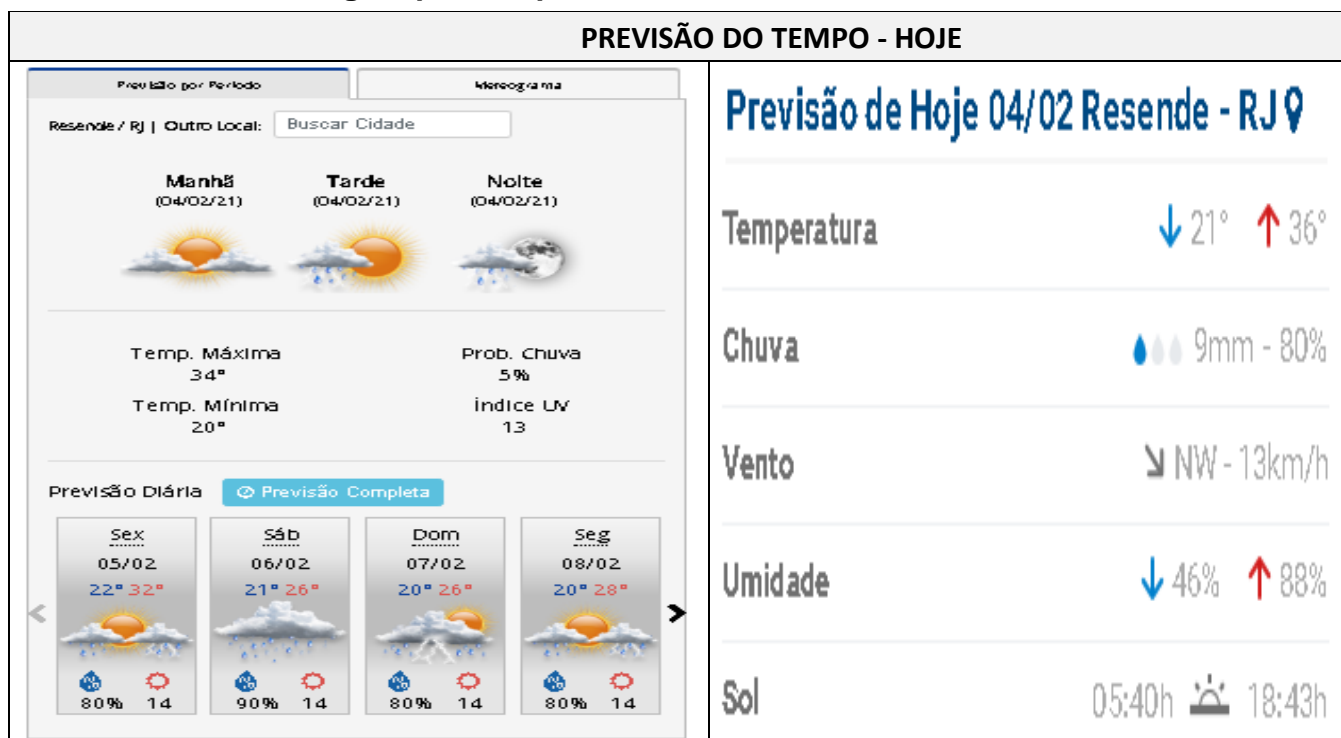 PREVISÃO DO TEMPO - HOJE
Previsão por Período
Meteograma
Resende / RJ | Outro Local: Buscar Cidade
Manhã Tarde Noite
(04/02/21) (04/02/21) (04/02/21)
Temp. Máxima Prob. Chuva
34° 5%
Temp. Mínima Índice UV
20° 13
Previsão Diária Previsão Completa
Sex Sáb Dom Seg
05/02 06/02 07/02 08/02
22° 32° 21° 26° 20° 26° 20° 28°
80% 14 90% 14 80% 14 80% 14
Previsão de Hoje 04/02 Resende - RJ
Temperatura 21° 36°
Chuva 9mm - 80%
Vento NW - 13km/h
Umidade 46% 88%
Sol 05:40h 18:43h